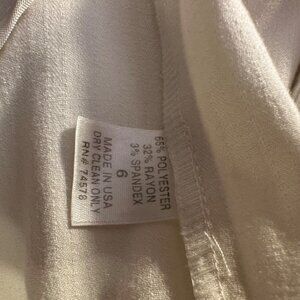 65% POLYESTER
32% RAYON
3% SPANDEX
6
MADE IN USA
DRY CLEAN ONLY
RN# 74578